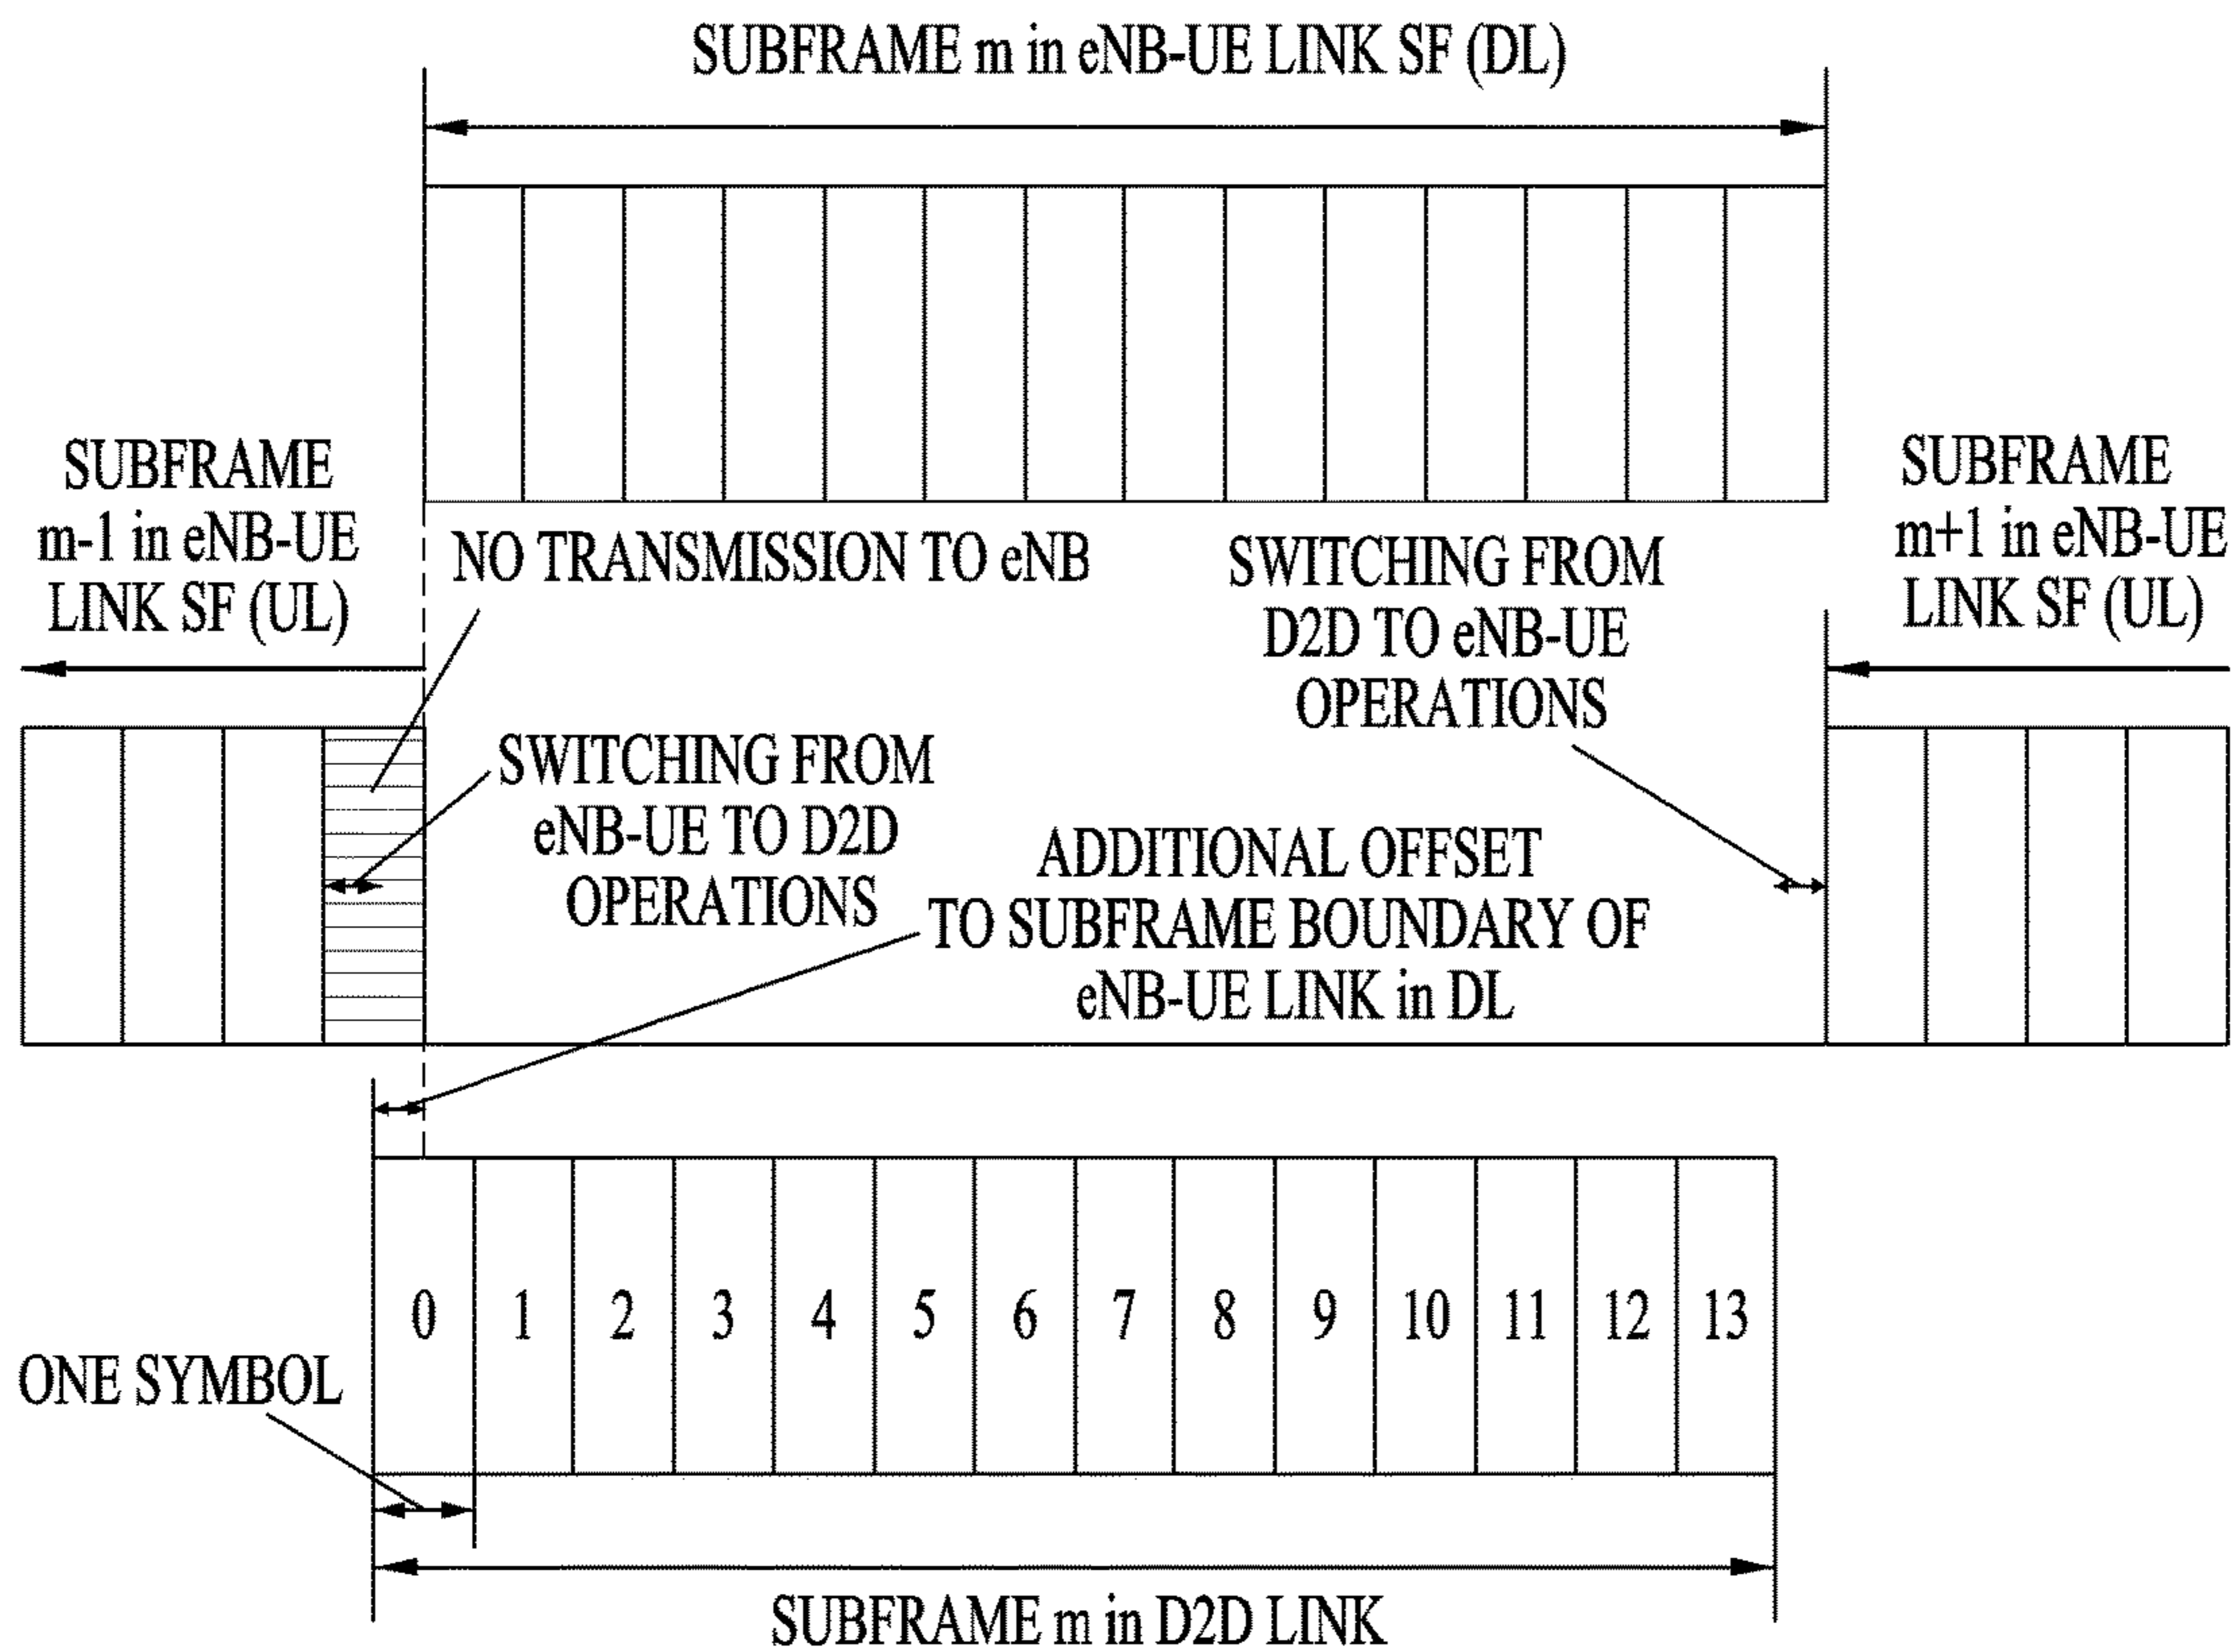 SUBFRAME m in eNB-UE LINK SF (DL)
SUBFRAME
m-1 in eNB-UE
LINK SF (UL)
NO TRANSMISSION TO eNB
SWITCHING FROM
D2D TO eNB-UE
OPERATIONS
SUBFRAME
m+1 in eNB-UE
LINK SF (UL)
SWITCHING FROM
eNB-UE TO D2D
OPERATIONS
ADDITIONAL OFFSET
TO SUBFRAME BOUNDARY OF
eNB-UE LINK in DL
0 1 2 3 4 5 6 7 8 9 10 11 12 13
ONE SYMBOL
SUBFRAME m in D2D LINK